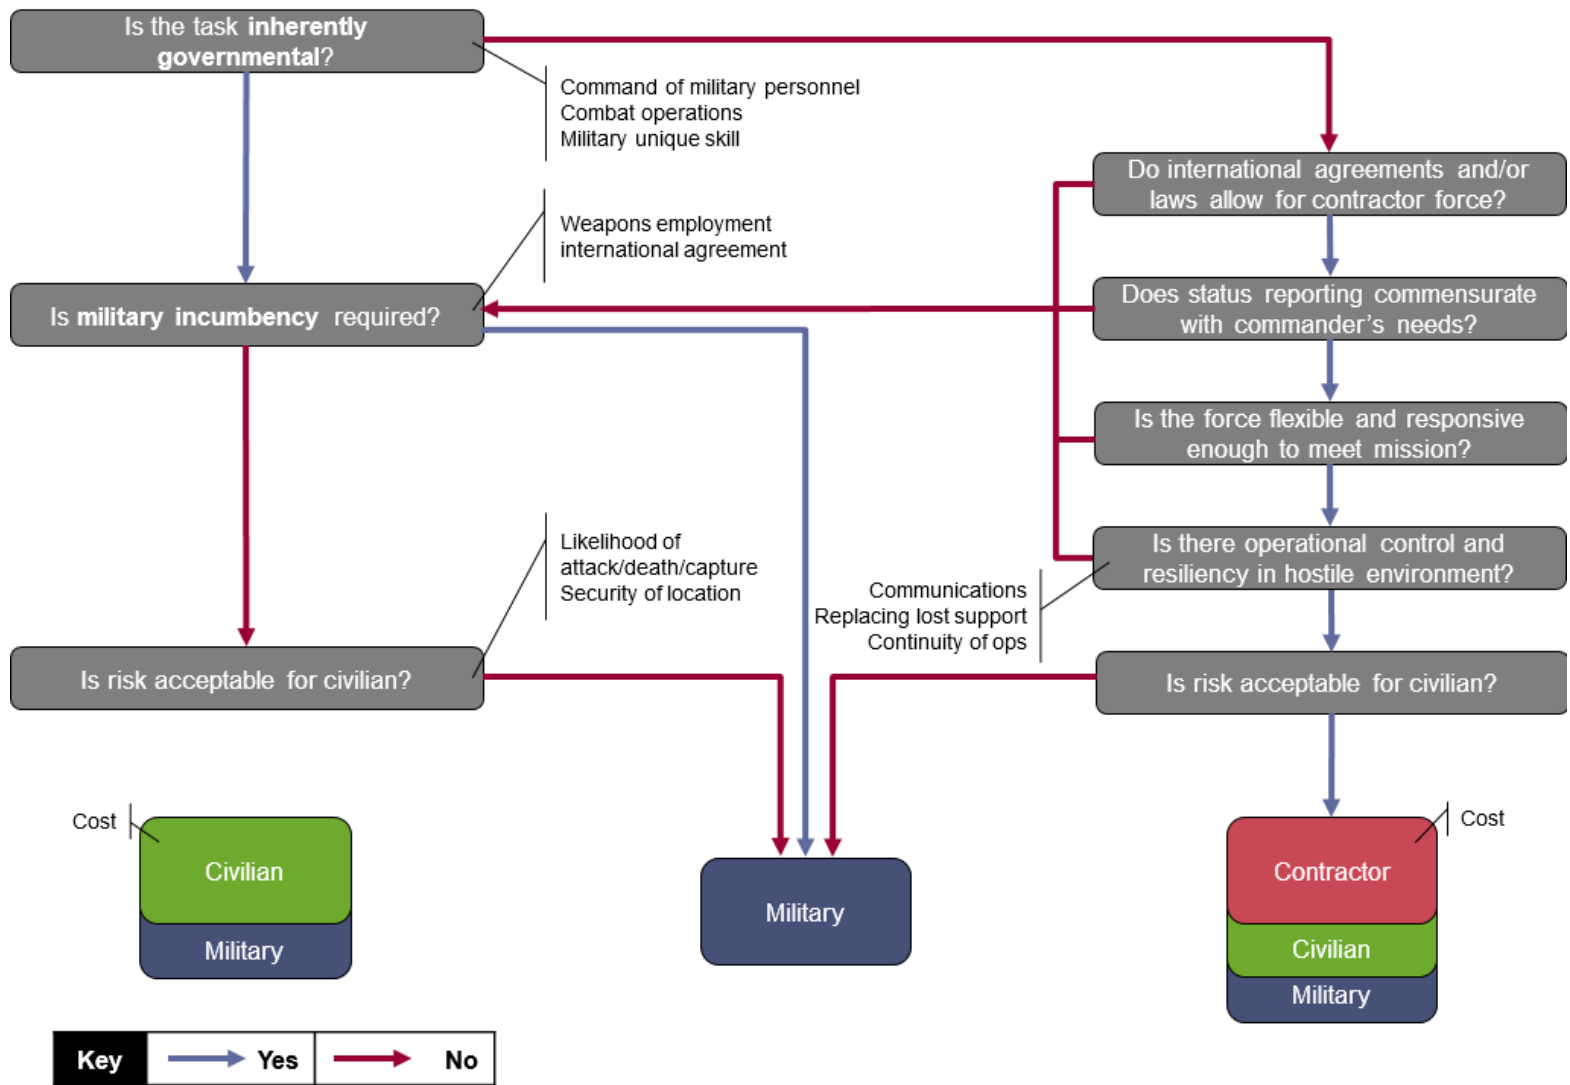 Is the task inherently
governmental?
Command of military personnel
Combat operations
Military unique skill
Do international agreements and/or
laws allow for contractor force?
Weapons employment
international agreement
Is military incumbency required?
Does status reporting commensurate
with commander's needs?
Is the force flexible and responsive
enough to meet mission?
Likelihood of
attack/death/capture
Security of location
Is there operational control and
resiliency in hostile environment?
Communications
Replacing lost support
Continuity of ops
Is risk acceptable for civilian?
Is risk acceptable for civilian?
Cost
Civilian
Military
Military
Cost
Contractor
Civilian
Military
Key
Yes
No